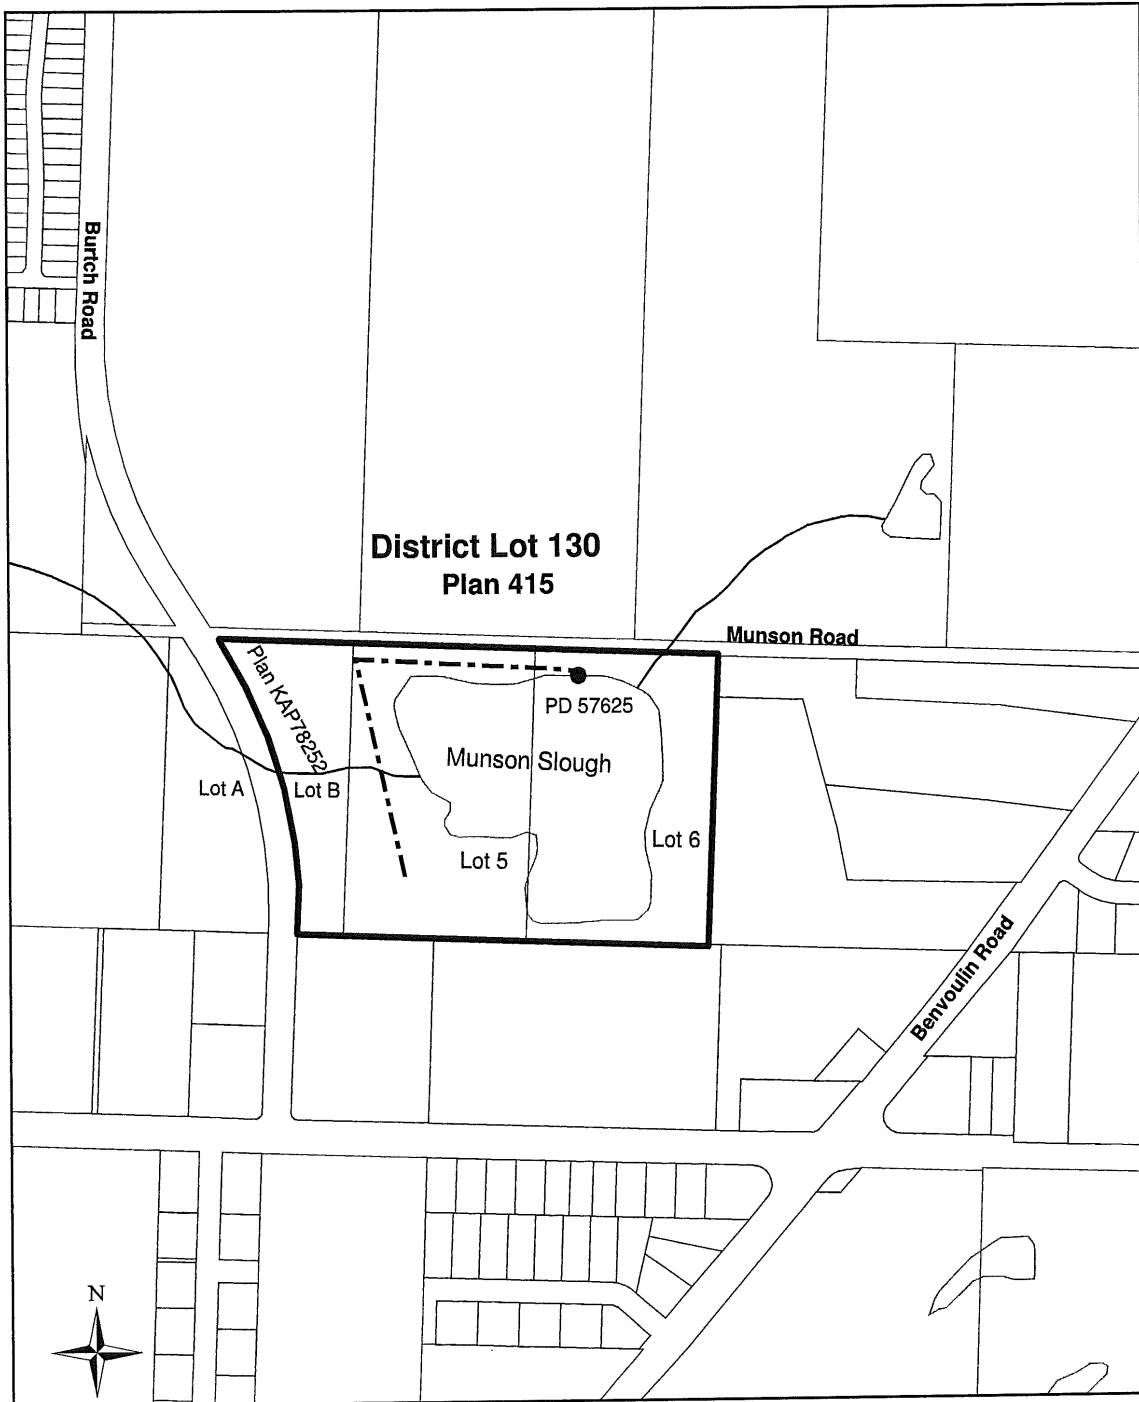 Burtch Road
District Lot 130
Plan 415
Munson Road
Plan KAP78252
PD 57625
Munson Slough
Lot A
Lot B
Lot 6
Lot 5
Benvoulin Road
N